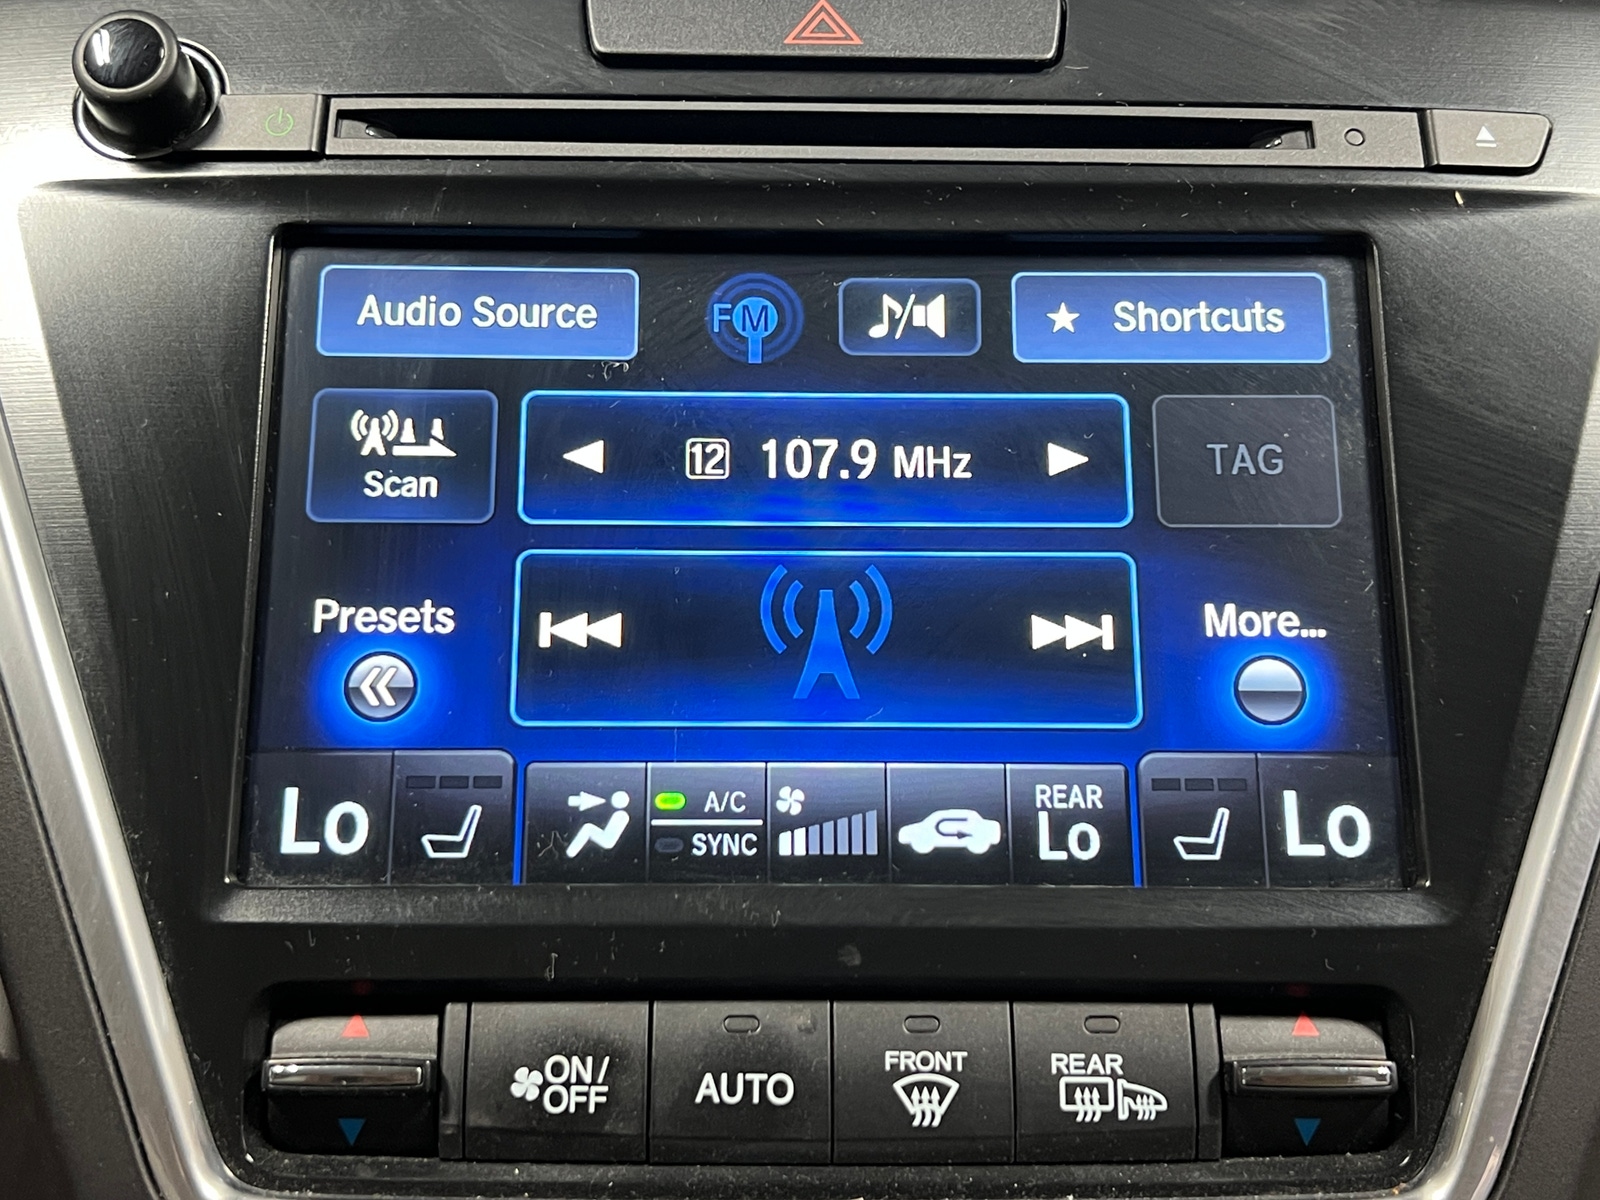 Audio Source
FM
Shortcuts
Scan
12 107.9 MHz
TAG
Presets
More...
Lo
A/C
SYNC
REAR
Lo
Lo
ON/
OFF
AUTO
FRONT
REAR